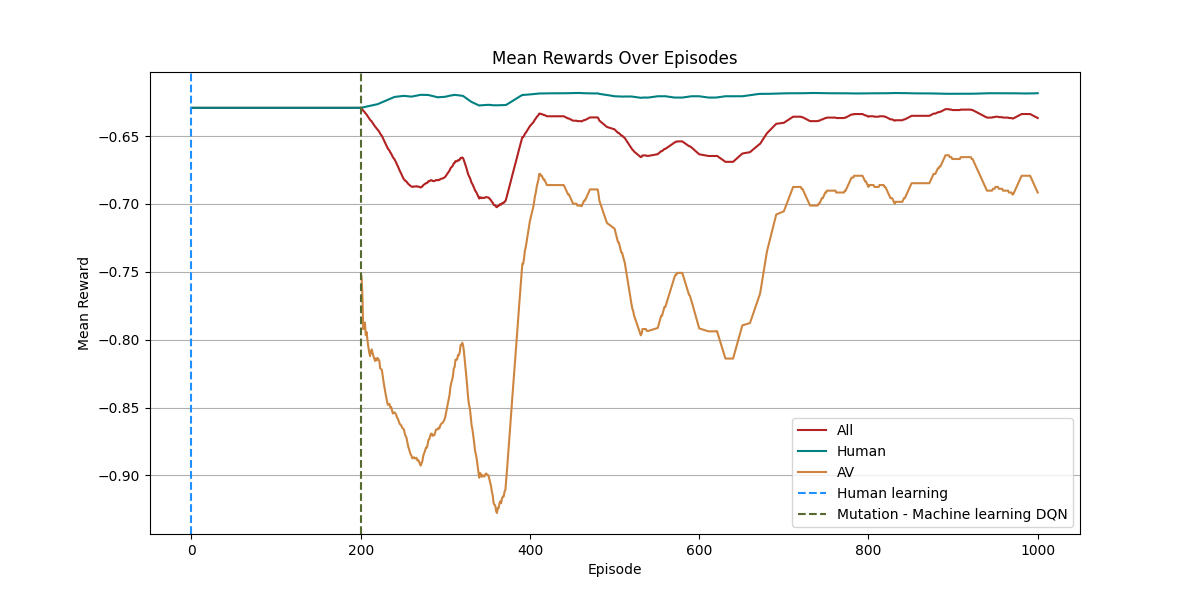 Mean Rewards Over Episodes
Mean Reward
−0.65
−0.70
−0.75
−0.80
−0.85
−0.90
0
200
400
600
800
1000
Episode
All
Human
AV
Human learning
Mutation - Machine learning DQN